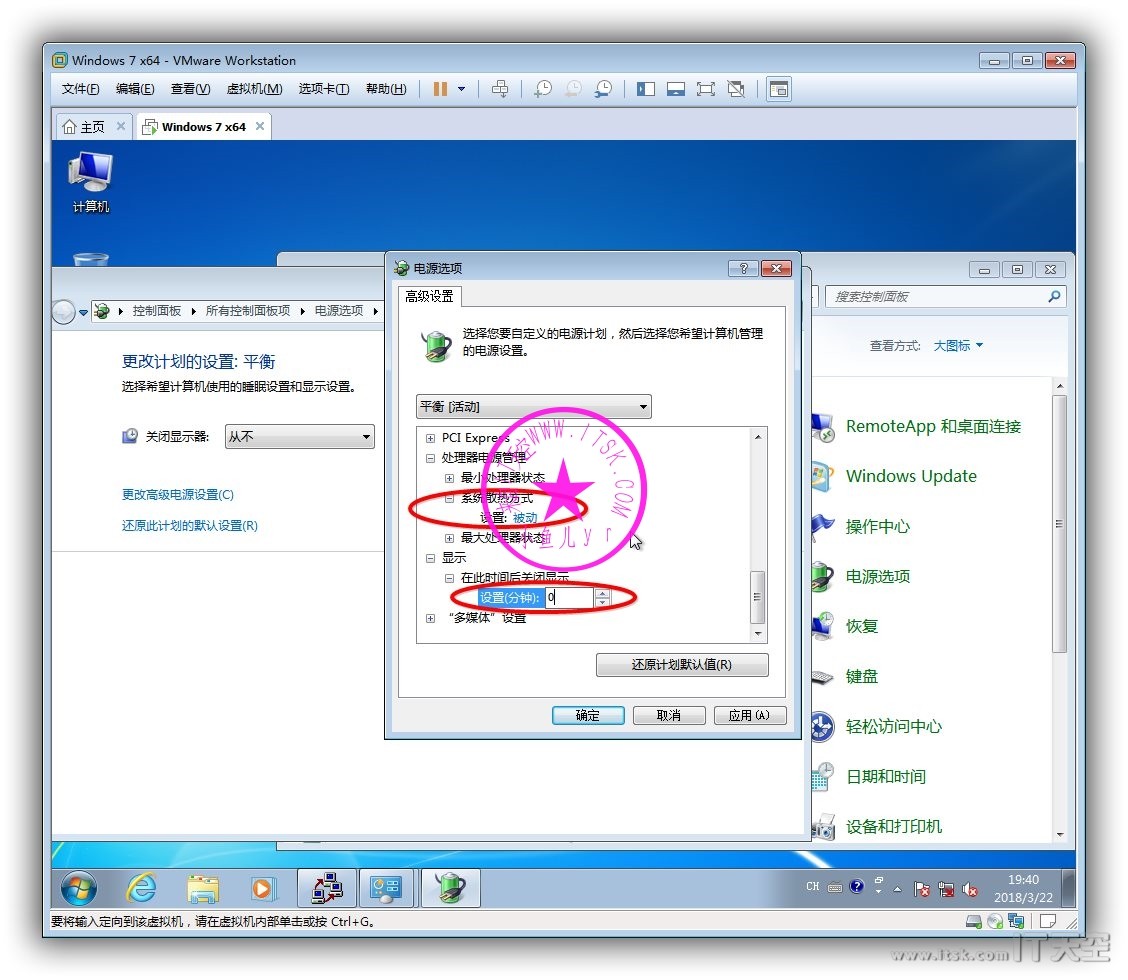 Windows 7 x64 - VMware Workstation
文件(F) 编辑(E) 查看(V) 虚拟机(M) 选项卡(T) 帮助(H)
主页 Windows 7 x64
计算机
电源选项
高级设置
选择您要自定义的电源计划，然后选择您希望计算机管理
的电源设置。
平衡 [活动]
PCI Express
处理器电源管理
最小处理器状态
系统散热方式
设置: 被动
最大处理器状态
显示
在此时间后关闭显示
设置(分钟): 0
“多媒体”设置
还原计划默认值(R)
确定 取消 应用(A)
WWW.ITSK.COM
小鱼儿yr
控制面板 所有控制面板项 电源选项
更改计划的设置: 平衡
选择希望计算机使用的睡眠设置和显示设置。
关闭显示器: 从不
更改高级电源设置(C)
还原此计划的默认设置(R)
搜索控制面板
查看方式: 大图标
RemoteApp 和桌面连接
Windows Update
操作中心
电源选项
恢复
键盘
轻松访问中心
日期和时间
设备和打印机
CH
19:40
2018/3/22
要将输入定向到该虚拟机，请在虚拟机内部单击或按 Ctrl+G。
www.itsk.com IT天空